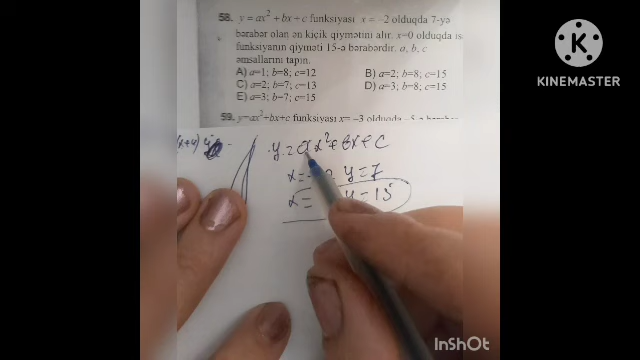 58. y = ax² + bx + c funksiyası x = −2 olduqda 7-yə
bərabər olan ən kiçik qiymətini alır. x=0 olduqda is
funksiyanın qiyməti 15-ə bərabərdir. a, b, c
əmsallarını tapın.
A) a=1; b=8; c=12 B) a=2; b=8; c=15
C) a=2; b=7; c=13 D) a=3; b=8; c=15
E) a=3; b=7; c=15
59. y=ax²+bx+c funksiyası x= −3 olduqda
y = ax² + bx + c
x = y = 7
x = y = 15
KINEMASTER
InShOt